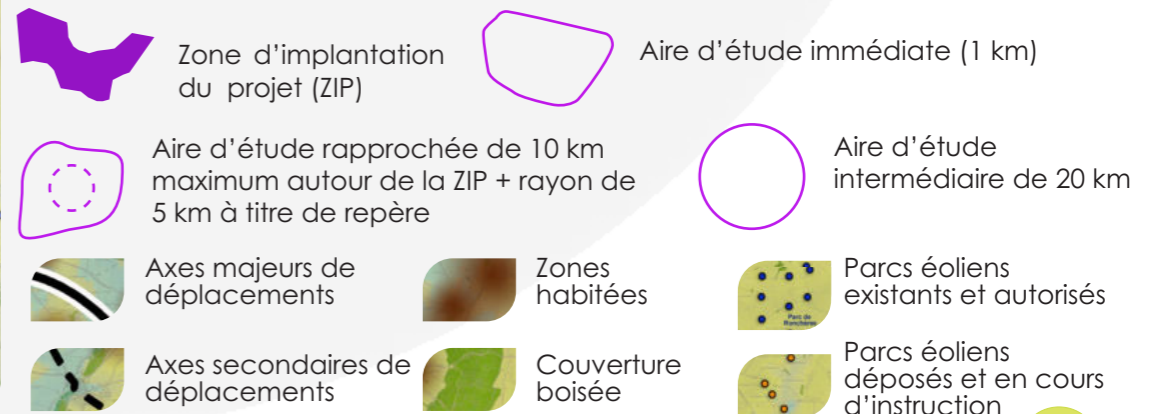 Zone d'implantation
du projet (ZIP)
Aire d'étude immédiate (1 km)
Aire d'étude rapprochée de 10 km
maximum autour de la ZIP + rayon de
5 km à titre de repère
Aire d'étude
intermédiaire de 20 km
Axes majeurs de
déplacements
Zones
habitées
Parc de
Ronchères
Parcs éoliens
existants et autorisés
Axes secondaires de
déplacements
Couverture
boisée
Parcs éoliens
déposés et en cours
d'instruction